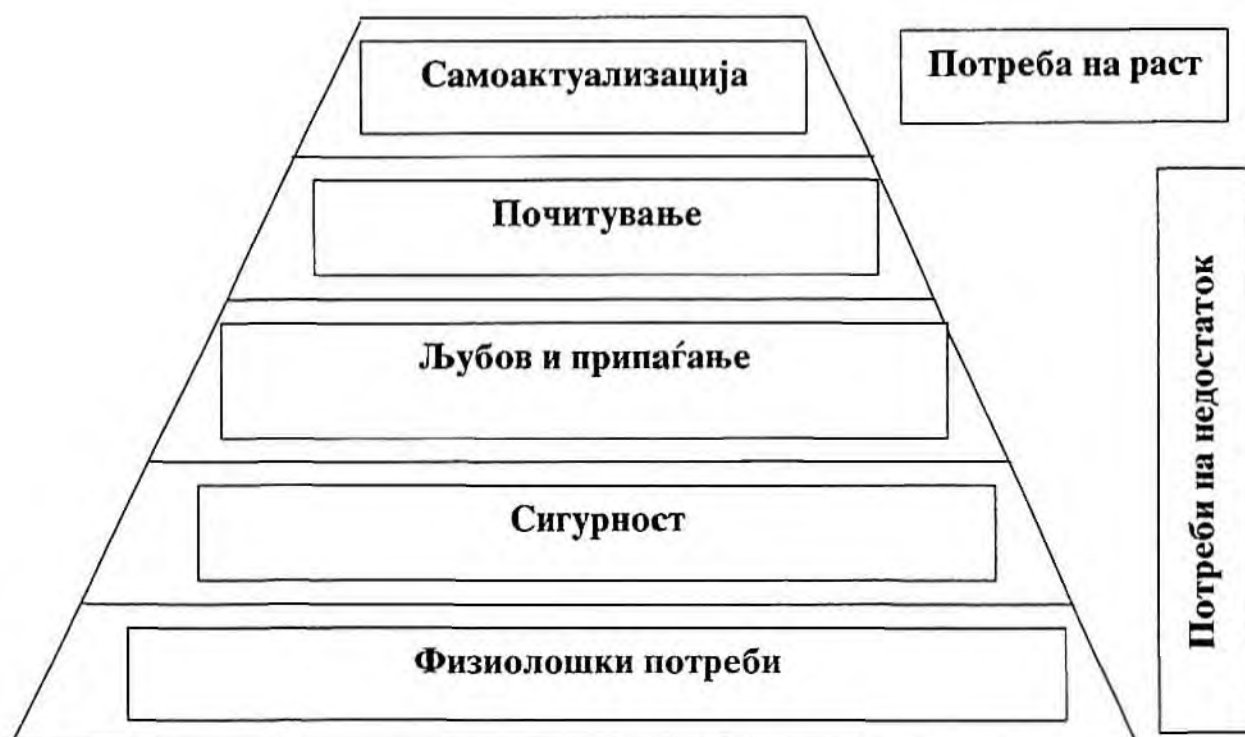 Самоактуализација
Потреба на раст
Почитување
Љубов и припаѓање
Сигурност
Физиолошки потреби
Потреби на недостаток